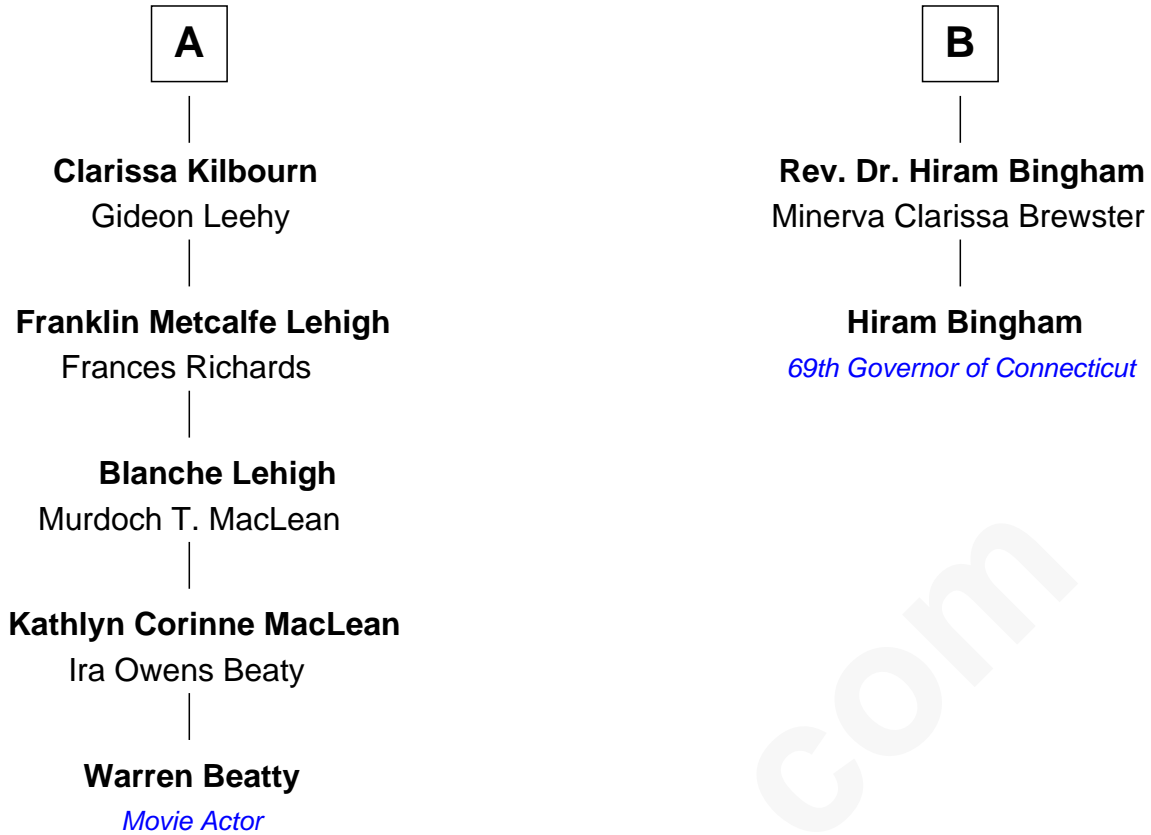 A
Clarissa Kilbourn
Gideon Leehy
Franklin Metcalfe Lehigh
Frances Richards
Blanche Lehigh
Murdoch T. MacLean
Kathlyn Corinne MacLean
Ira Owens Beaty
Warren Beatty
Movie Actor
B
Rev. Dr. Hiram Bingham
Minerva Clarissa Brewster
Hiram Bingham
69th Governor of Connecticut
com